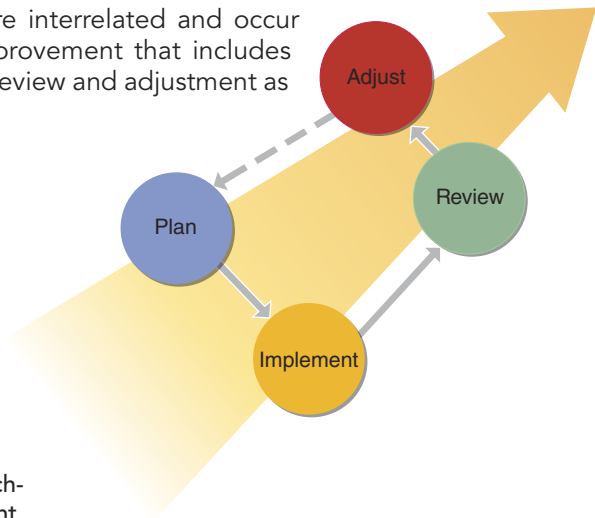 re interrelated and occur
provement that includes
eview and adjustment as
Adjust
Plan
Review
Implement
ch-
nt